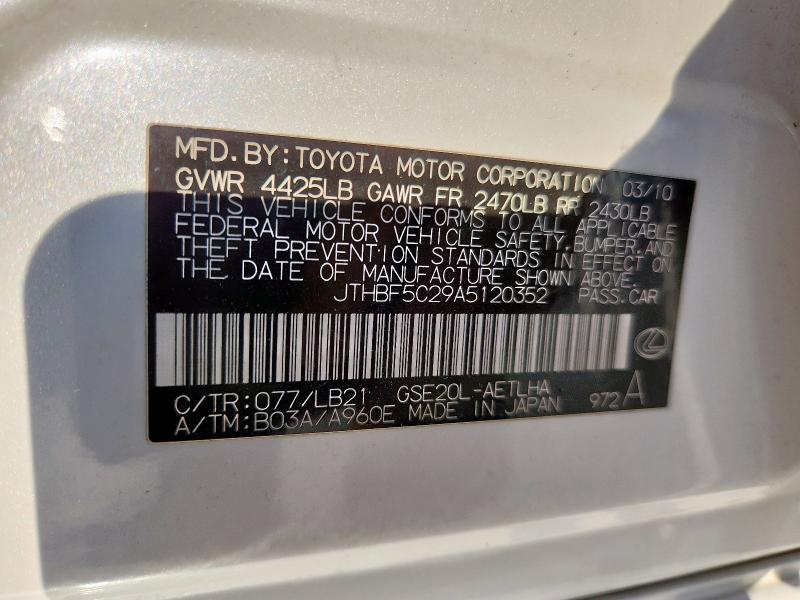 MFD. BY: TOYOTA MOTOR CORPORATION 03/10
GVWR 4425LB GAWR FR 2470LB RR 2430LB
THIS VEHICLE CONFORMS TO ALL APPLICABLE
FEDERAL MOTOR VEHICLE SAFETY, BUMPER, AND
THEFT PREVENTION STANDARDS IN EFFECT ON
THE DATE OF MANUFACTURE SHOWN ABOVE.
JTHBF5C29A5120352 PASS. CAR
C/TR: 077/LB21 GSE20L-AETLHA
A/TM: B03A/A960E MADE IN JAPAN 972 A